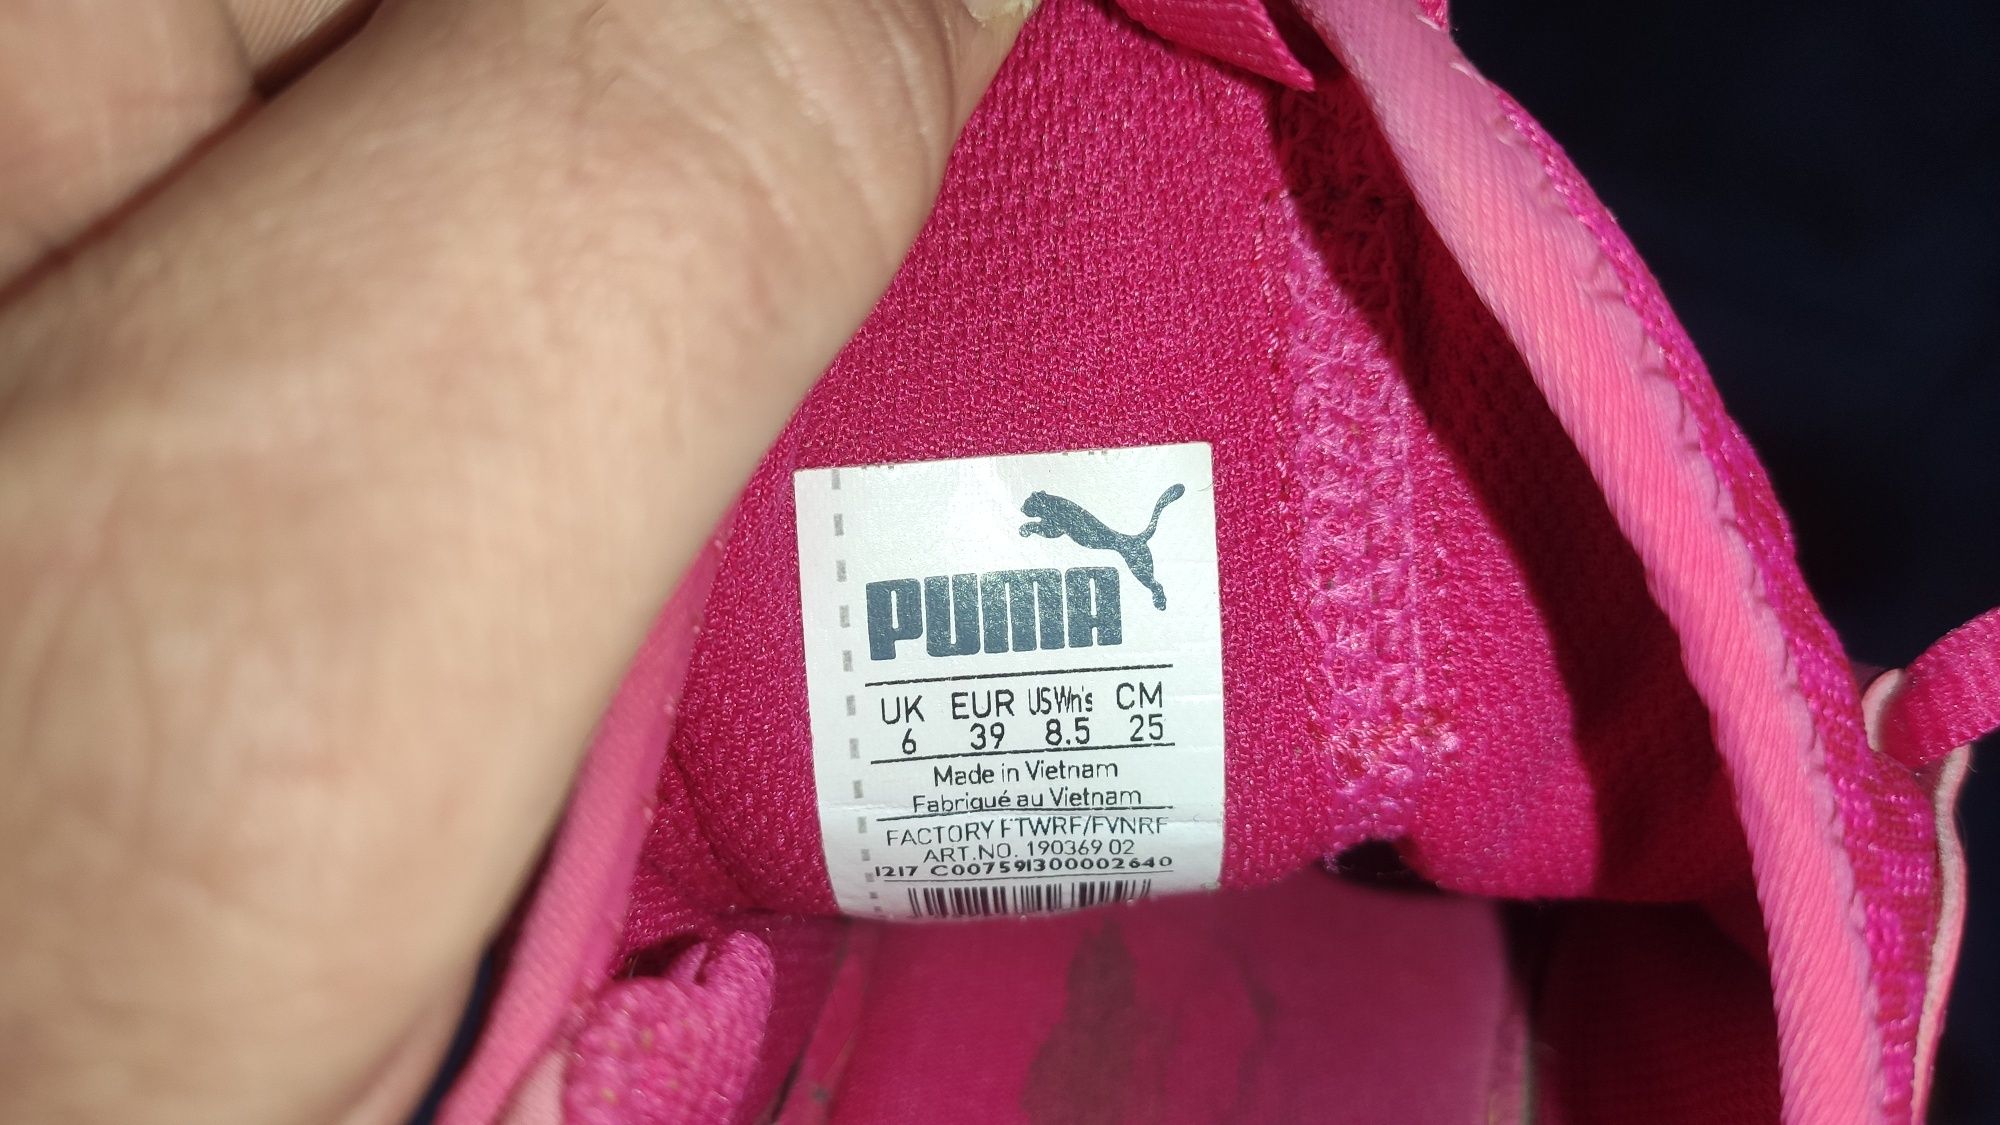 PUMA
UK EUR US Wn's CM
6 39 8.5 25
Made in Vietnam
Fabriqué au Vietnam
FACTORY FTWRF/FVNRF
ART.NO. 190369 02
1217 C00759I300002640